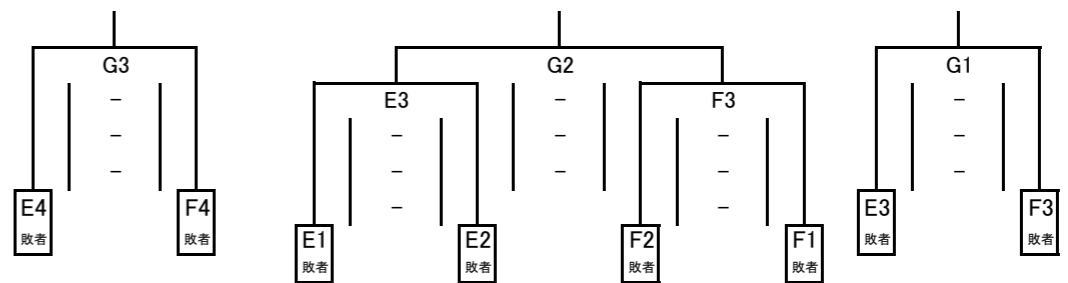 G3 G2 G1
－ E3 － F3 －
－ － － － －
－ － － － －
E4 F4 － － E3 F3
敗者 敗者 E1 E2 F2 F1 敗者 敗者
敗者 敗者 敗者 敗者